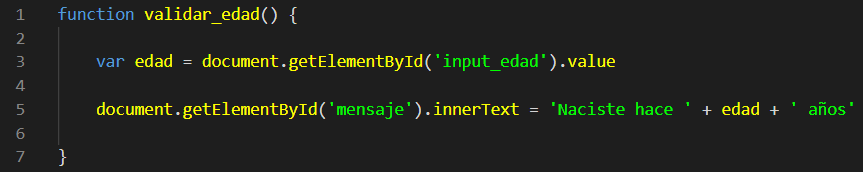 1 function validar_edad() {
2
3 var edad = document.getElementById('input_edad').value
4
5 document.getElementById('mensaje').innerText = 'Naciste hace ' + edad + ' años'
6
7 }